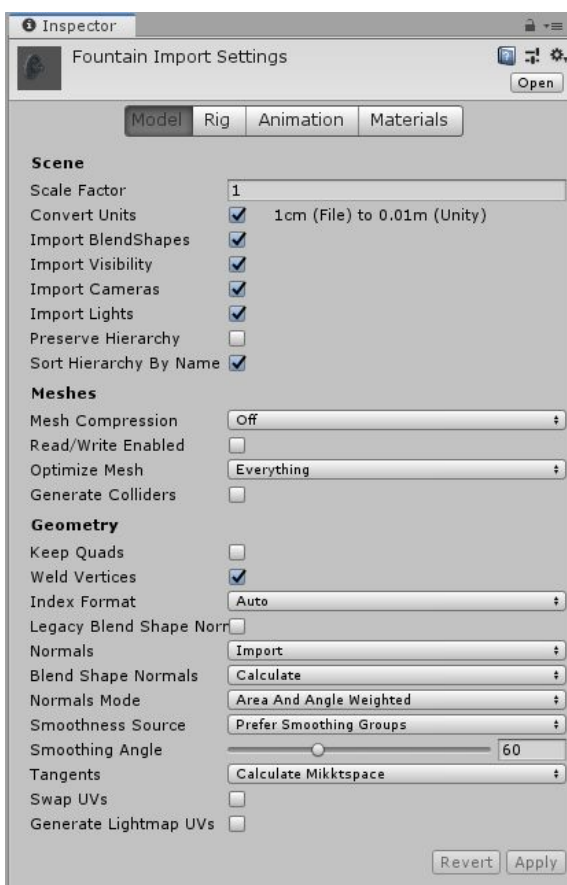 Inspector
Fountain Import Settings
Open
Model Rig Animation Materials
Scene
Scale Factor 1
Convert Units 1cm (File) to 0.01m (Unity)
Import BlendShapes
Import Visibility
Import Cameras
Import Lights
Preserve Hierarchy
Sort Hierarchy By Name
Meshes
Mesh Compression Off
Read/Write Enabled
Optimize Mesh Everything
Generate Colliders
Geometry
Keep Quads
Weld Vertices
Index Format Auto
Legacy Blend Shape Norr
Normals Import
Blend Shape Normals Calculate
Normals Mode Area And Angle Weighted
Smoothness Source Prefer Smoothing Groups
Smoothing Angle 60
Tangents Calculate Mikktspace
Swap UVs
Generate Lightmap UVs
Revert Apply